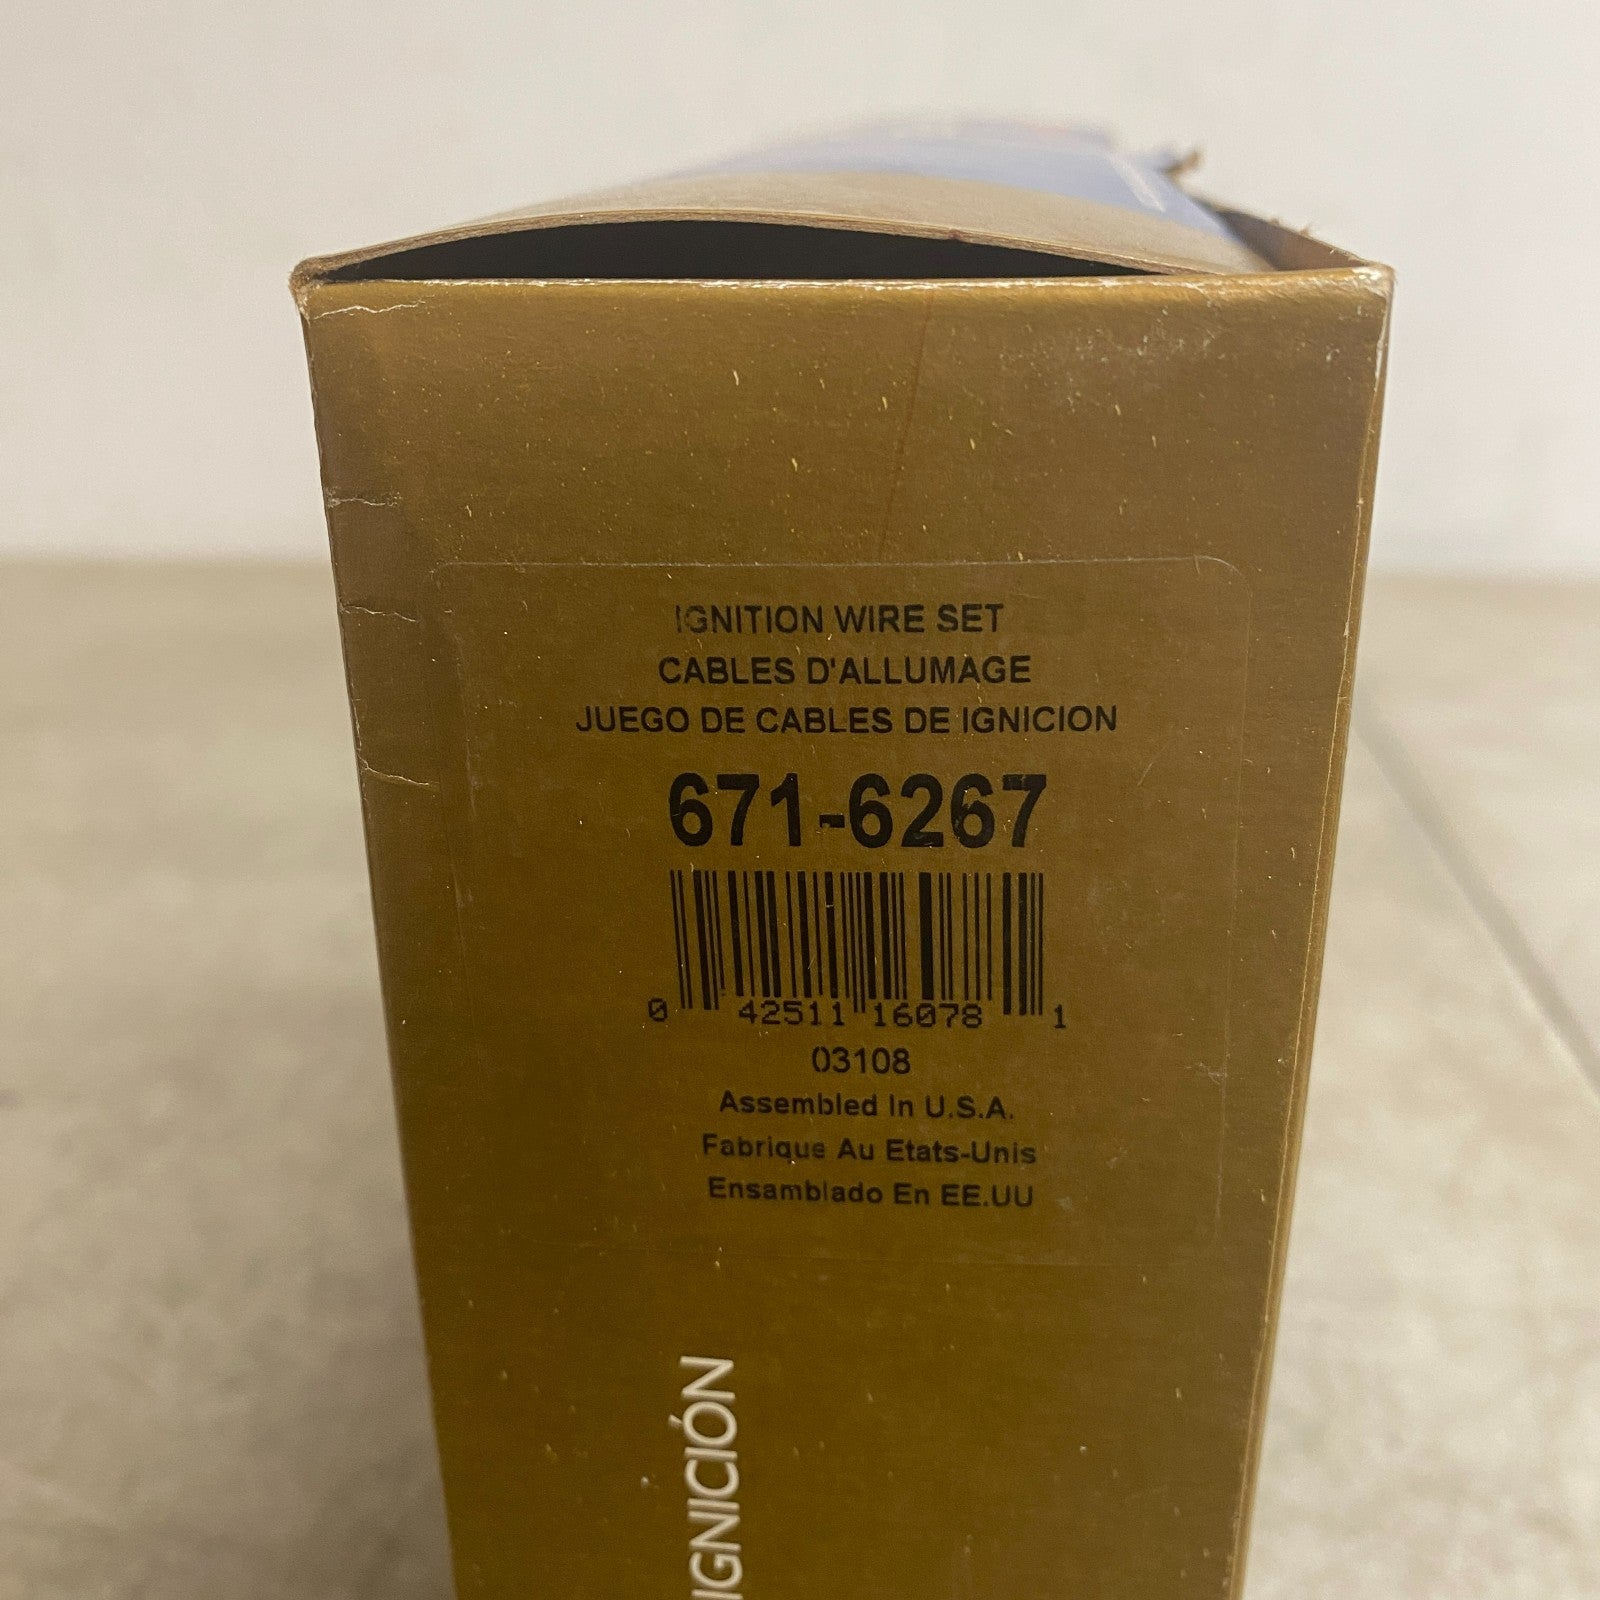 IGNITION WIRE SET
CABLES D'ALLUMAGE
JUEGO DE CABLES DE IGNICION
671-6267
0 42511 16078 1
03108
Assembled In U.S.A.
Fabrique Au Etats-Unis
Ensamblado En EE.UU
IGNICIÓN